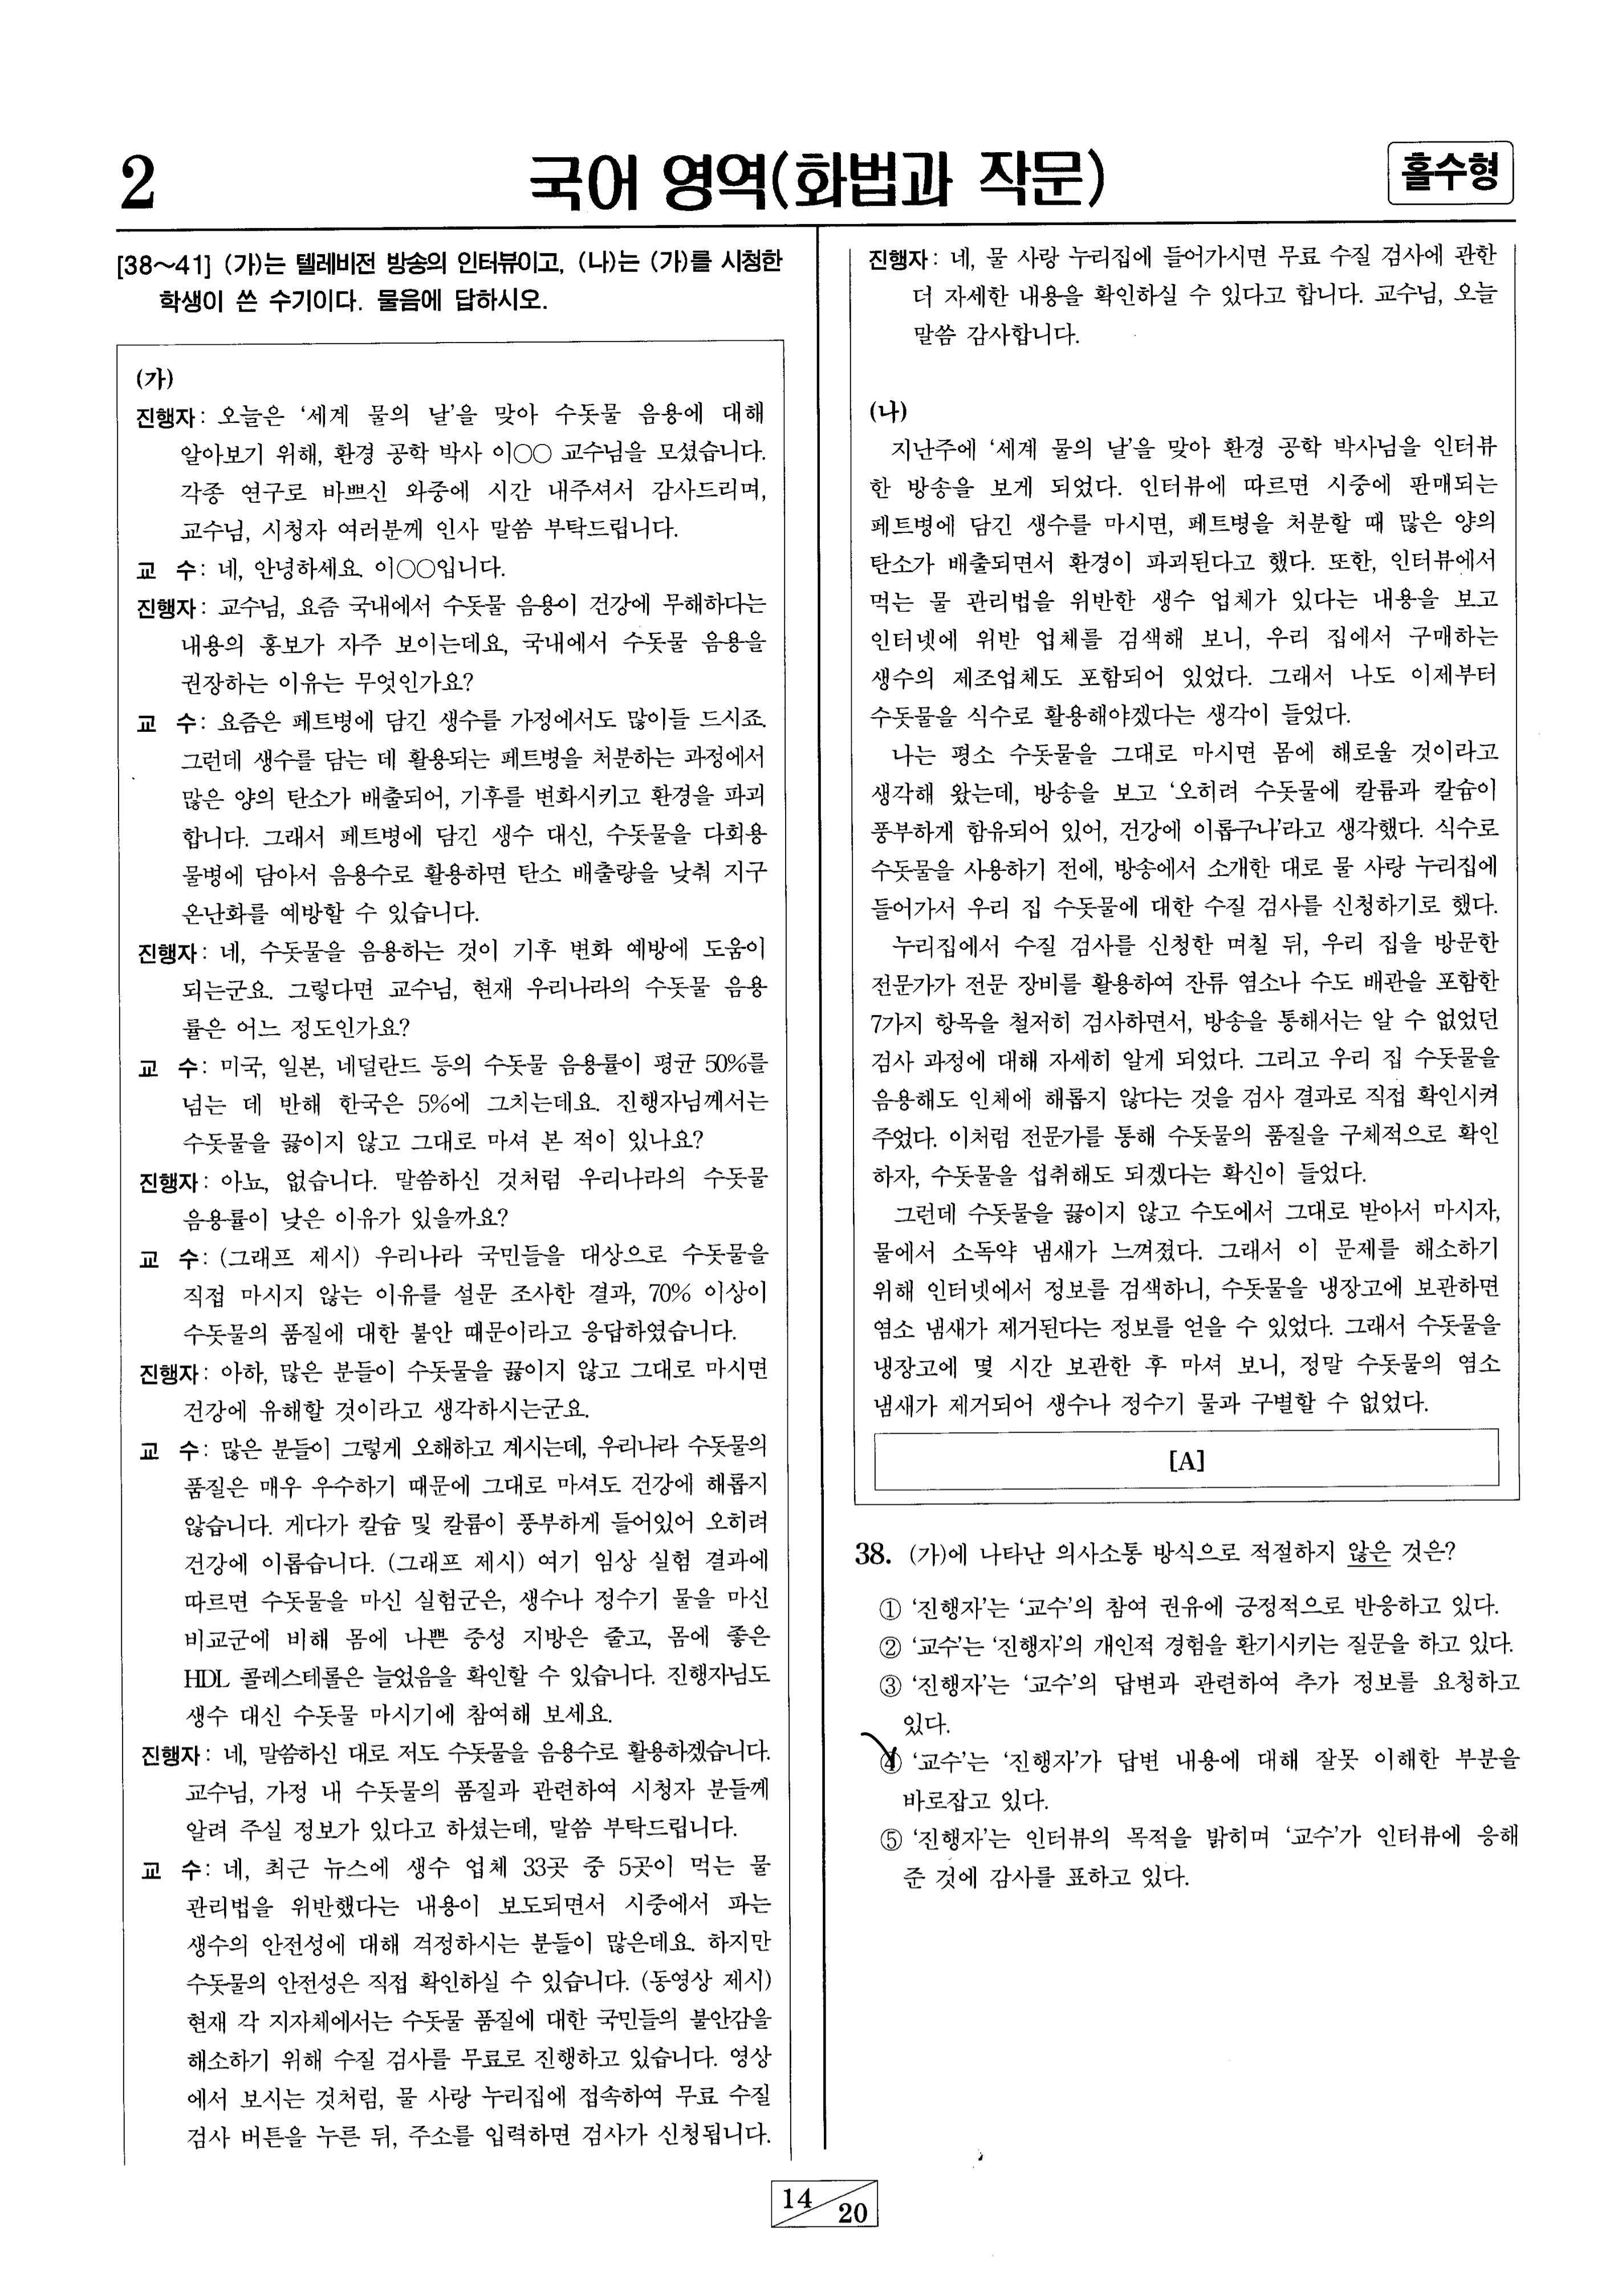 2
국어 영역(화법과 작문)
홀수형
[38~41] (가)는 텔레비전 방송의 인터뷰이고, (나)는 (가)를 시청한
학생이 쓴 수기이다. 물음에 답하시오.
(가)
진행자: 오늘은 ‘세계 물의 날’을 맞아 수돗물 음용에 대해
알아보기 위해, 환경 공학 박사 이○○ 교수님을 모셨습니다.
각종 연구로 바쁘신 와중에 시간 내주셔서 감사드리며,
교수님, 시청자 여러분께 인사 말씀 부탁드립니다.
교 수: 네, 안녕하세요. 이○○입니다.
진행자: 교수님, 요즘 국내에서 수돗물 음용이 건강에 무해하다는
내용의 홍보가 자주 보이는데요, 국내에서 수돗물 음용을
권장하는 이유는 무엇인가요?
교 수: 요즘은 페트병에 담긴 생수를 가정에서도 많이들 드시죠.
그런데 생수를 담는 데 활용되는 페트병을 처분하는 과정에서
많은 양의 탄소가 배출되어, 기후를 변화시키고 환경을 파괴
합니다. 그래서 페트병에 담긴 생수 대신, 수돗물을 다회용
물병에 담아서 음용수로 활용하면 탄소 배출량을 낮춰 지구
온난화를 예방할 수 있습니다.
진행자: 네, 수돗물을 음용하는 것이 기후 변화 예방에 도움이
되는군요. 그렇다면 교수님, 현재 우리나라의 수돗물 음용
률은 어느 정도인가요?
교 수: 미국, 일본, 네덜란드 등의 수돗물 음용률이 평균 50%를
넘는 데 반해 한국은 5%에 그치는데요. 진행자님께서는
수돗물을 끓이지 않고 그대로 마셔 본 적이 있나요?
진행자: 아뇨, 없습니다. 말씀하신 것처럼 우리나라의 수돗물
음용률이 낮은 이유가 있을까요?
교 수: (그래프 제시) 우리나라 국민들을 대상으로 수돗물을
직접 마시지 않는 이유를 설문 조사한 결과, 70% 이상이
수돗물의 품질에 대한 불안 때문이라고 응답하였습니다.
진행자: 아하, 많은 분들이 수돗물을 끓이지 않고 그대로 마시면
건강에 유해할 것이라고 생각하시는군요.
교 수: 많은 분들이 그렇게 오해하고 계시는데, 우리나라 수돗물의
품질은 매우 우수하기 때문에 그대로 마셔도 건강에 해롭지
않습니다. 게다가 칼슘 및 칼륨이 풍부하게 들어있어 오히려
건강에 이롭습니다. (그래프 제시) 여기 임상 실험 결과에
따르면 수돗물을 마신 실험군은, 생수나 정수기 물을 마신
비교군에 비해 몸에 나쁜 중성 지방은 줄고, 몸에 좋은
HDL 콜레스테롤은 늘었음을 확인할 수 있습니다. 진행자님도
생수 대신 수돗물 마시기에 참여해 보세요.
진행자: 네, 말씀하신 대로 저도 수돗물을 음용수로 활용하겠습니다.
교수님, 가정 내 수돗물의 품질과 관련하여 시청자 분들께
알려 주실 정보가 있다고 하셨는데, 말씀 부탁드립니다.
교 수: 네, 최근 뉴스에 생수 업체 33곳 중 5곳이 먹는 물
관리법을 위반했다는 내용이 보도되면서 시중에서 파는
생수의 안전성에 대해 걱정하시는 분들이 많은데요. 하지만
수돗물의 안전성은 직접 확인하실 수 있습니다. (동영상 제시)
현재 각 지자체에서는 수돗물 품질에 대한 국민들의 불안감을
해소하기 위해 수질 검사를 무료로 진행하고 있습니다. 영상
에서 보시는 것처럼, 물 사랑 누리집에 접속하여 무료 수질
검사 버튼을 누른 뒤, 주소를 입력하면 검사가 신청됩니다.
진행자: 네, 물 사랑 누리집에 들어가시면 무료 수질 검사에 관한
더 자세한 내용을 확인하실 수 있다고 합니다. 교수님, 오늘
말씀 감사합니다.
(나)
지난주에 ‘세계 물의 날’을 맞아 환경 공학 박사님을 인터뷰
한 방송을 보게 되었다. 인터뷰에 따르면 시중에 판매되는
페트병에 담긴 생수를 마시면, 페트병을 처분할 때 많은 양의
탄소가 배출되면서 환경이 파괴된다고 했다. 또한, 인터뷰에서
먹는 물 관리법을 위반한 생수 업체가 있다는 내용을 보고
인터넷에 위반 업체를 검색해 보니, 우리 집에서 구매하는
생수의 제조업체도 포함되어 있었다. 그래서 나도 이제부터
수돗물을 식수로 활용해야겠다는 생각이 들었다.
나는 평소 수돗물을 그대로 마시면 몸에 해로울 것이라고
생각해 왔는데, 방송을 보고 ‘오히려 수돗물에 칼륨과 칼슘이
풍부하게 함유되어 있어, 건강에 이롭구나’라고 생각했다. 식수로
수돗물을 사용하기 전에, 방송에서 소개한 대로 물 사랑 누리집에
들어가서 우리 집 수돗물에 대한 수질 검사를 신청하기로 했다.
누리집에서 수질 검사를 신청한 며칠 뒤, 우리 집을 방문한
전문가가 전문 장비를 활용하여 잔류 염소나 수도 배관을 포함한
7가지 항목을 철저히 검사하면서, 방송을 통해서는 알 수 없었던
검사 과정에 대해 자세히 알게 되었다. 그리고 우리 집 수돗물을
음용해도 인체에 해롭지 않다는 것을 검사 결과로 직접 확인시켜
주었다. 이처럼 전문가를 통해 수돗물의 품질을 구체적으로 확인
하자, 수돗물을 섭취해도 되겠다는 확신이 들었다.
그런데 수돗물을 끓이지 않고 수도에서 그대로 받아서 마시자,
물에서 소독약 냄새가 느껴졌다. 그래서 이 문제를 해소하기
위해 인터넷에서 정보를 검색하니, 수돗물을 냉장고에 보관하면
염소 냄새가 제거된다는 정보를 얻을 수 있었다. 그래서 수돗물을
냉장고에 몇 시간 보관한 후 마셔 보니, 정말 수돗물의 염소
냄새가 제거되어 생수나 정수기 물과 구별할 수 없었다.
[A]
38. (가)에 나타난 의사소통 방식으로 적절하지 않은 것은?
① ‘진행자’는 ‘교수’의 참여 권유에 긍정적으로 반응하고 있다.
② ‘교수’는 ‘진행자’의 개인적 경험을 환기시키는 질문을 하고 있다.
③ ‘진행자’는 ‘교수’의 답변과 관련하여 추가 정보를 요청하고
있다.
④ ‘교수’는 ‘진행자’가 답변 내용에 대해 잘못 이해한 부분을
바로잡고 있다.
⑤ ‘진행자’는 인터뷰의 목적을 밝히며 ‘교수’가 인터뷰에 응해
준 것에 감사를 표하고 있다.
14
20